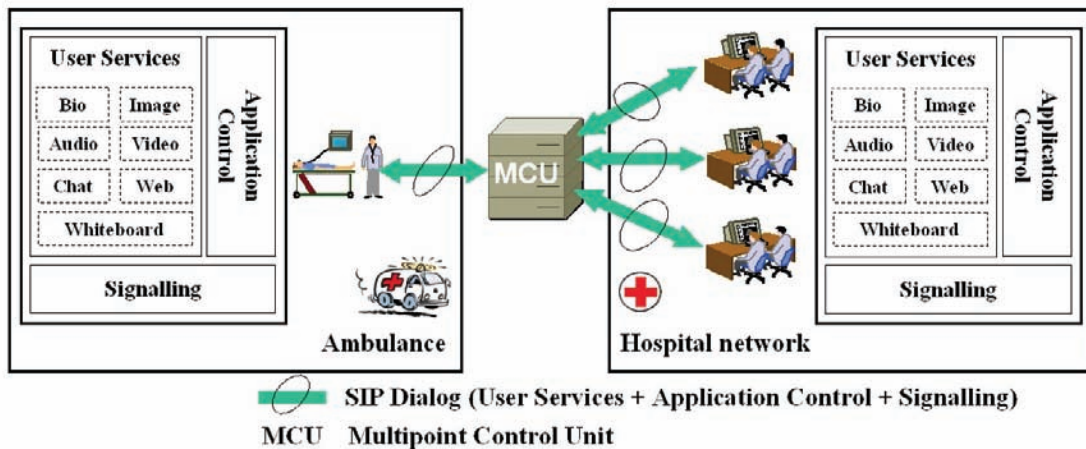 User Services
Bio
Image
Audio
Video
Chat
Web
Whiteboard
Application
Control
Signalling
Ambulance
MCU
Hospital network
User Services
Bio
Image
Audio
Video
Chat
Web
Whiteboard
Application
Control
Signalling
SIP Dialog (User Services + Application Control + Signalling)
MCU Multipoint Control Unit